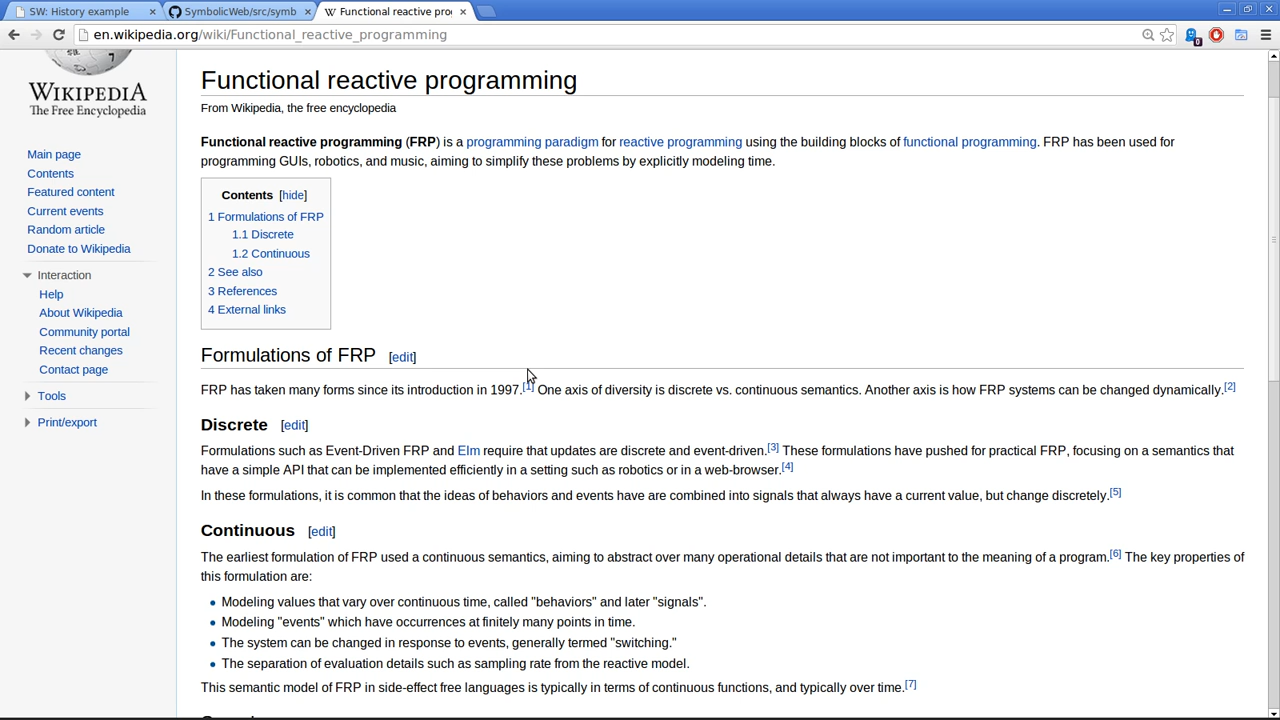 SW: History example
SymbolicWeb/src/symb
Functional reactive pro
en.wikipedia.org/wiki/Functional_reactive_programming
0
WIKIPEDIA
The Free Encyclopedia
Main page
Contents
Featured content
Current events
Random article
Donate to Wikipedia
Interaction
Help
About Wikipedia
Community portal
Recent changes
Contact page
Tools
Print/export
Functional reactive programming
From Wikipedia, the free encyclopedia
Functional reactive programming (FRP) is a programming paradigm for reactive programming using the building blocks of functional programming. FRP has been used for
programming GUIs, robotics, and music, aiming to simplify these problems by explicitly modeling time.
Contents [hide]
1 Formulations of FRP
1.1 Discrete
1.2 Continuous
2 See also
3 References
4 External links
Formulations of FRP [edit]
FRP has taken many forms since its introduction in 1997.[1] One axis of diversity is discrete vs. continuous semantics. Another axis is how FRP systems can be changed dynamically.[2]
Discrete [edit]
Formulations such as Event-Driven FRP and Elm require that updates are discrete and event-driven.[3] These formulations have pushed for practical FRP, focusing on a semantics that
have a simple API that can be implemented efficiently in a setting such as robotics or in a web-browser.[4]
In these formulations, it is common that the ideas of behaviors and events have are combined into signals that always have a current value, but change discretely.[5]
Continuous [edit]
The earliest formulation of FRP used a continuous semantics, aiming to abstract over many operational details that are not important to the meaning of a program.[6] The key properties of
this formulation are:
Modeling values that vary over continuous time, called "behaviors" and later "signals".
Modeling "events" which have occurrences at finitely many points in time.
The system can be changed in response to events, generally termed "switching."
The separation of evaluation details such as sampling rate from the reactive model.
This semantic model of FRP in side-effect free languages is typically in terms of continuous functions, and typically over time.[7]